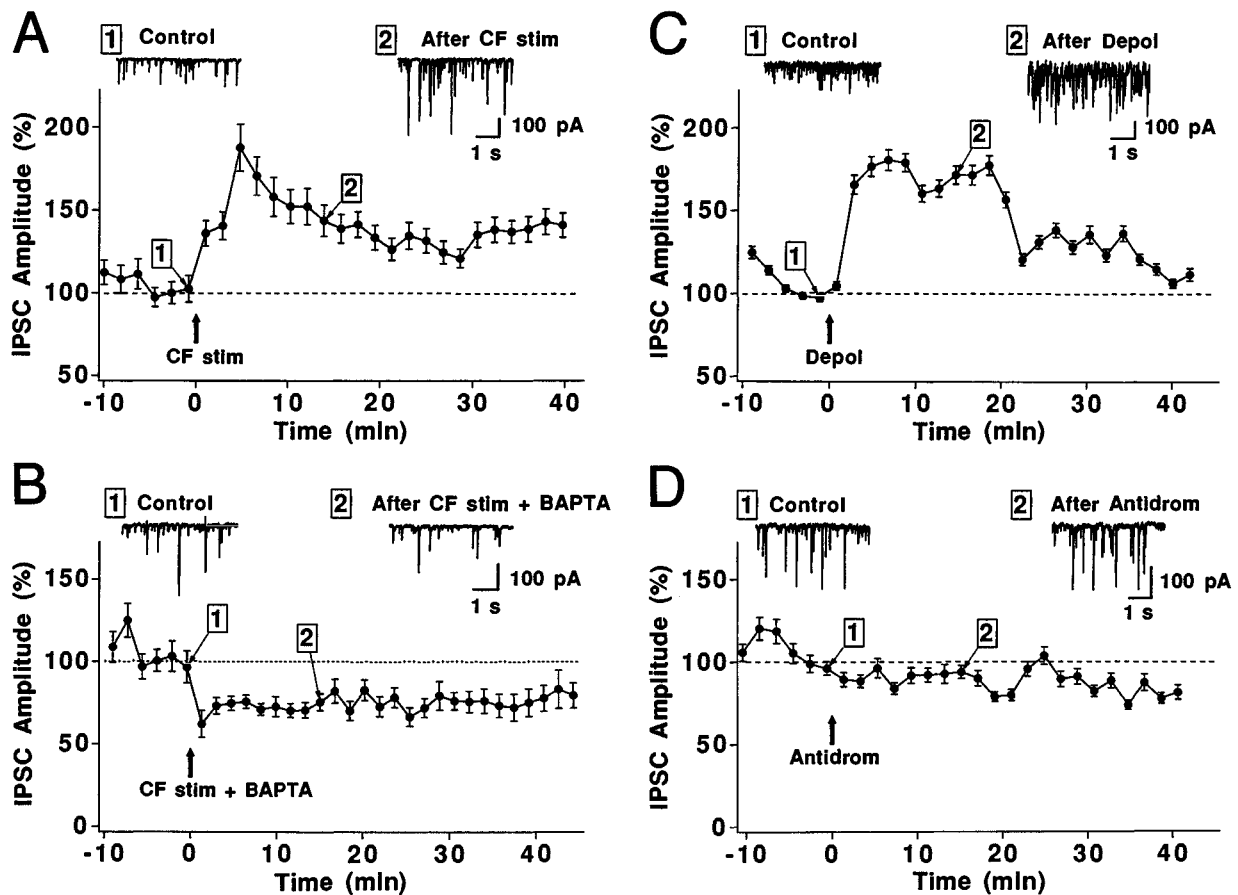 A
1 Control
2 After CF stim
100 pA
1 s
IPSC Amplitude (%)
200
150
100
50
1
2
CF stim
-10 0 10 20 30 40
Time (mIn)
B
1 Control
2 After CF stim + BAPTA
100 pA
1 s
IPSC Amplitude (%)
150
100
50
0
1
2
CF stim + BAPTA
-10 0 10 20 30 40
Time (mIn)
C
1 Control
2 After Depol
100 pA
1 s
IPSC Amplitude (%)
200
150
100
50
1
2
Depol
-10 0 10 20 30 40
Time (mIn)
D
1 Control
2 After Antidrom
100 pA
1 s
IPSC Amplitude (%)
150
100
50
0
1
2
Antidrom
-10 0 10 20 30 40
Time (mIn)